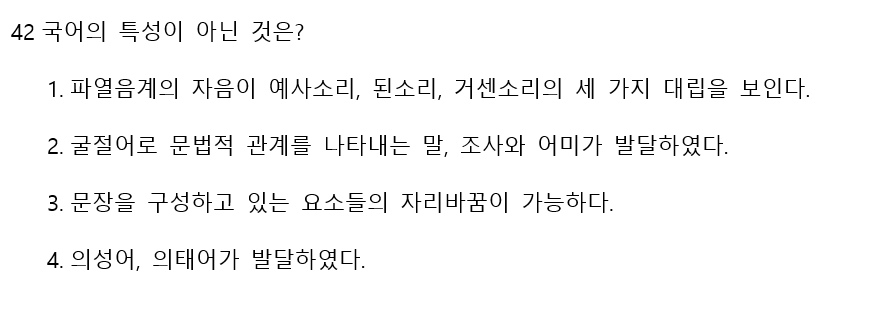 42 국어의 특성이 아닌 것은?
1. 파열음계의 자음이 예사소리, 된소리, 거센소리의 세 가지 대립을 보인다.
2. 굴절어로 문법적 관계를 나타내는 말, 조사와 어미가 발달하였다.
3. 문장을 구성하고 있는 요소들의 자리바꿈이 가능하다.
4. 의성어, 의태어가 발달하였다.